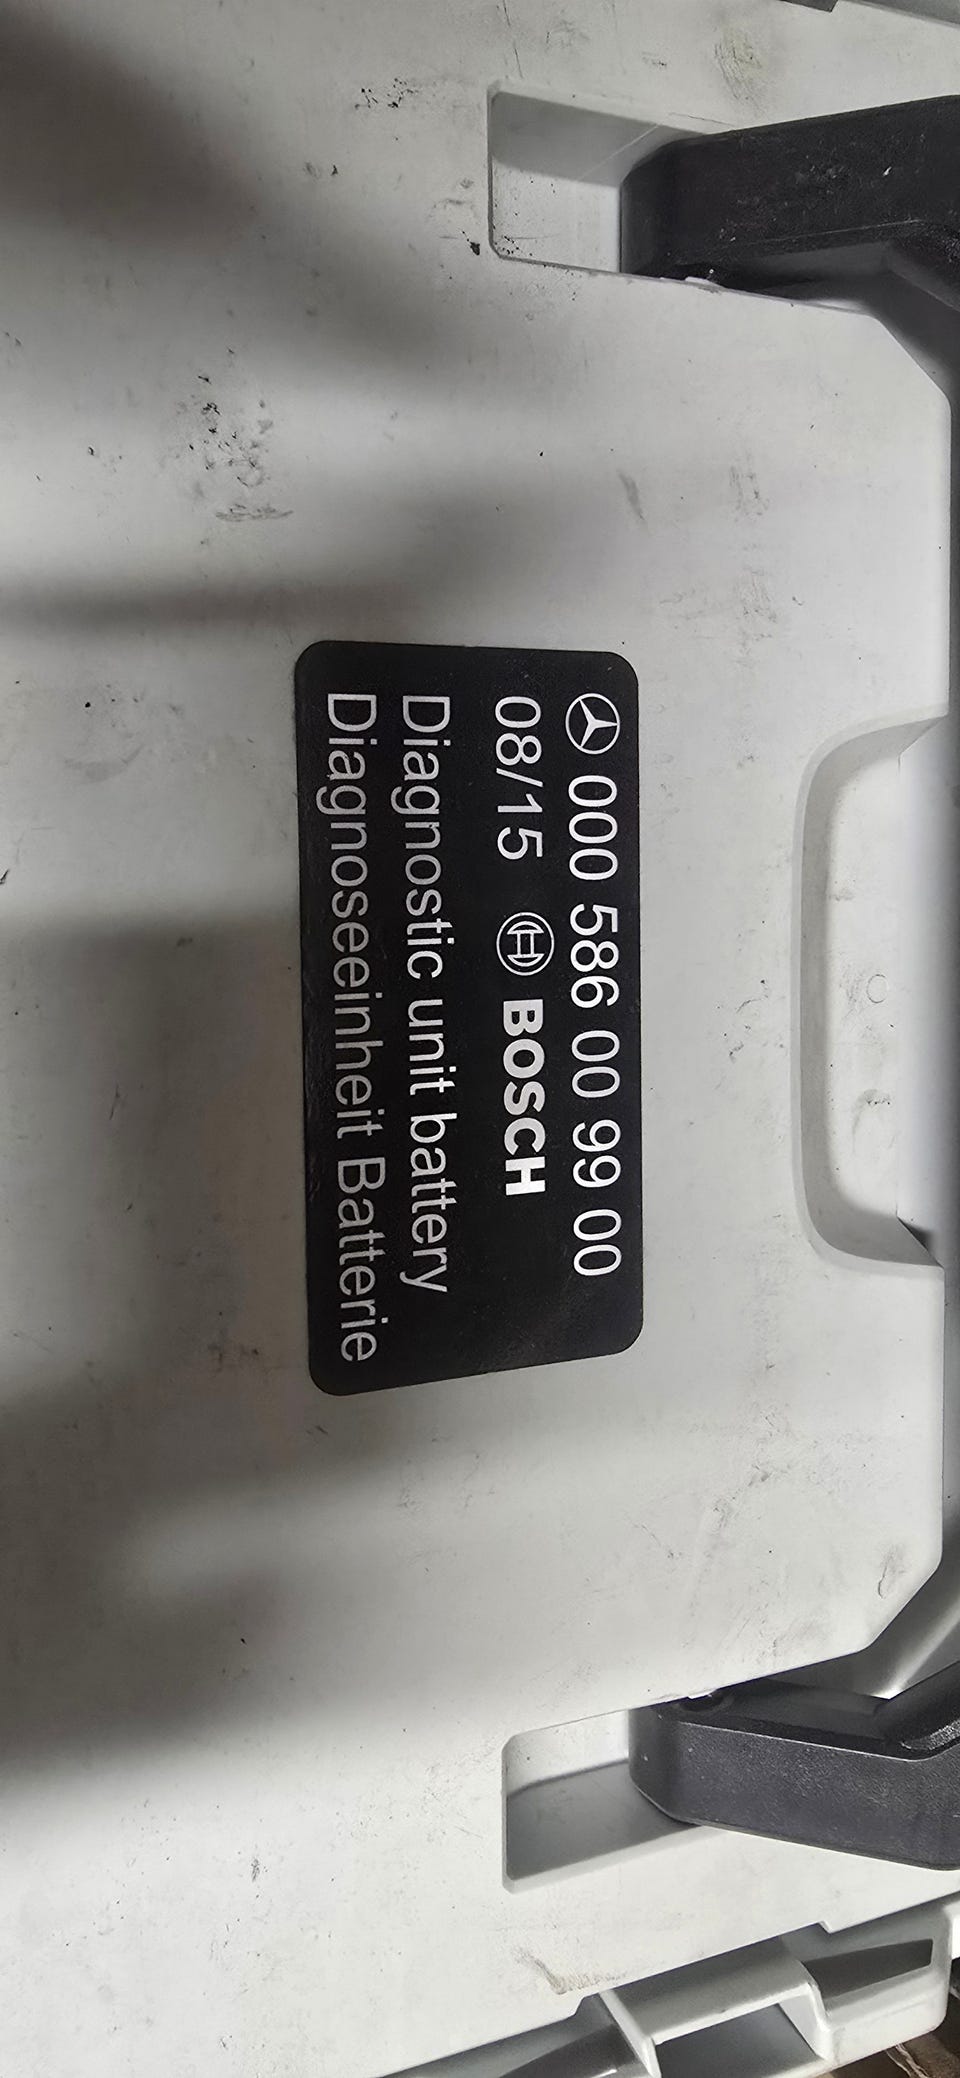 000 586 00 99 00
08/15 BOSCH
Diagnostic unit battery
Diagnoseeinheit Batterie